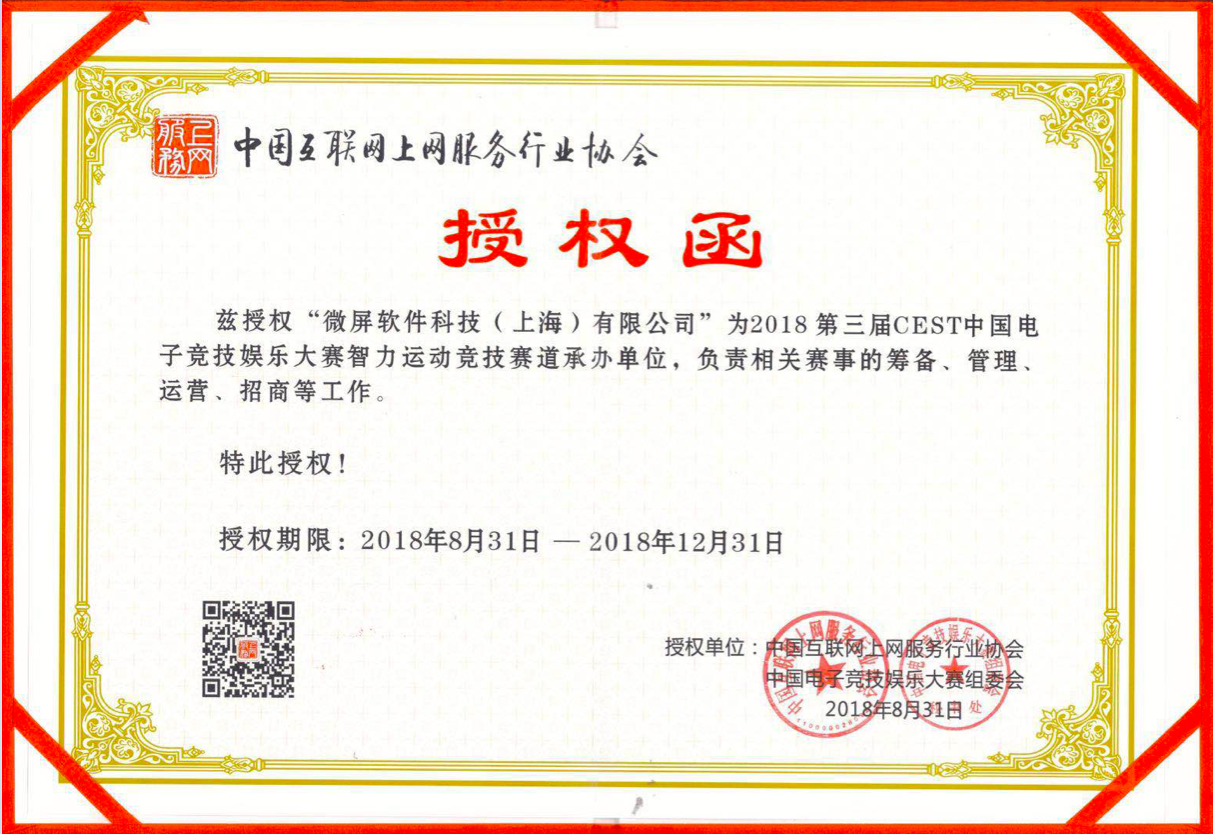 上网服務
中国互联网上网服务行业协会
授权函
兹授权“微屏软件科技（上海）有限公司”为2018 第三届CEST中国电
子竞技娱乐大赛智力运动竞技赛道承办单位，负责相关赛事的筹备、管理、
运营、招商等工作。
特此授权！
授权期限：2018年8月31日 — 2018年12月31日
授权单位：中国互联网上网服务行业协会
中国电子竞技娱乐大赛组委会
2018年8月31日